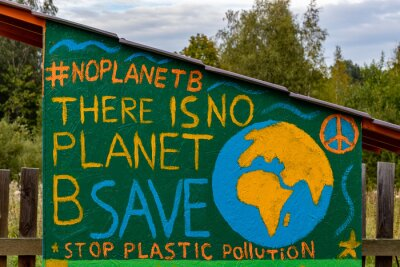 #NOPLANETB
THERE IS NO
PLANET
B SAVE
STOP PLASTIC POllUTiON